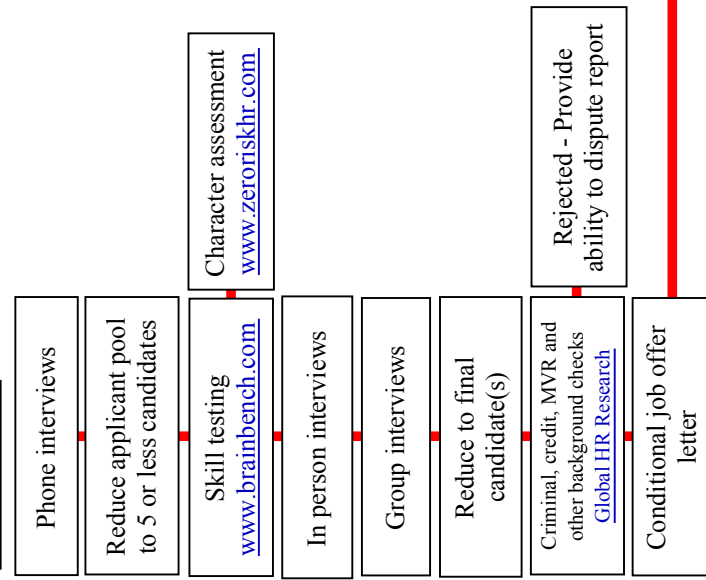 Phone interviews
Reduce applicant pool
to 5 or less candidates
Skill testing
www.brainbench.com
Character assessment
www.zeroriskhr.com
In person interviews
Group interviews
Reduce to final
candidate(s)
Criminal, credit, MVR and
other background checks
Global HR Research
Rejected - Provide
ability to dispute report
Conditional job offer
letter